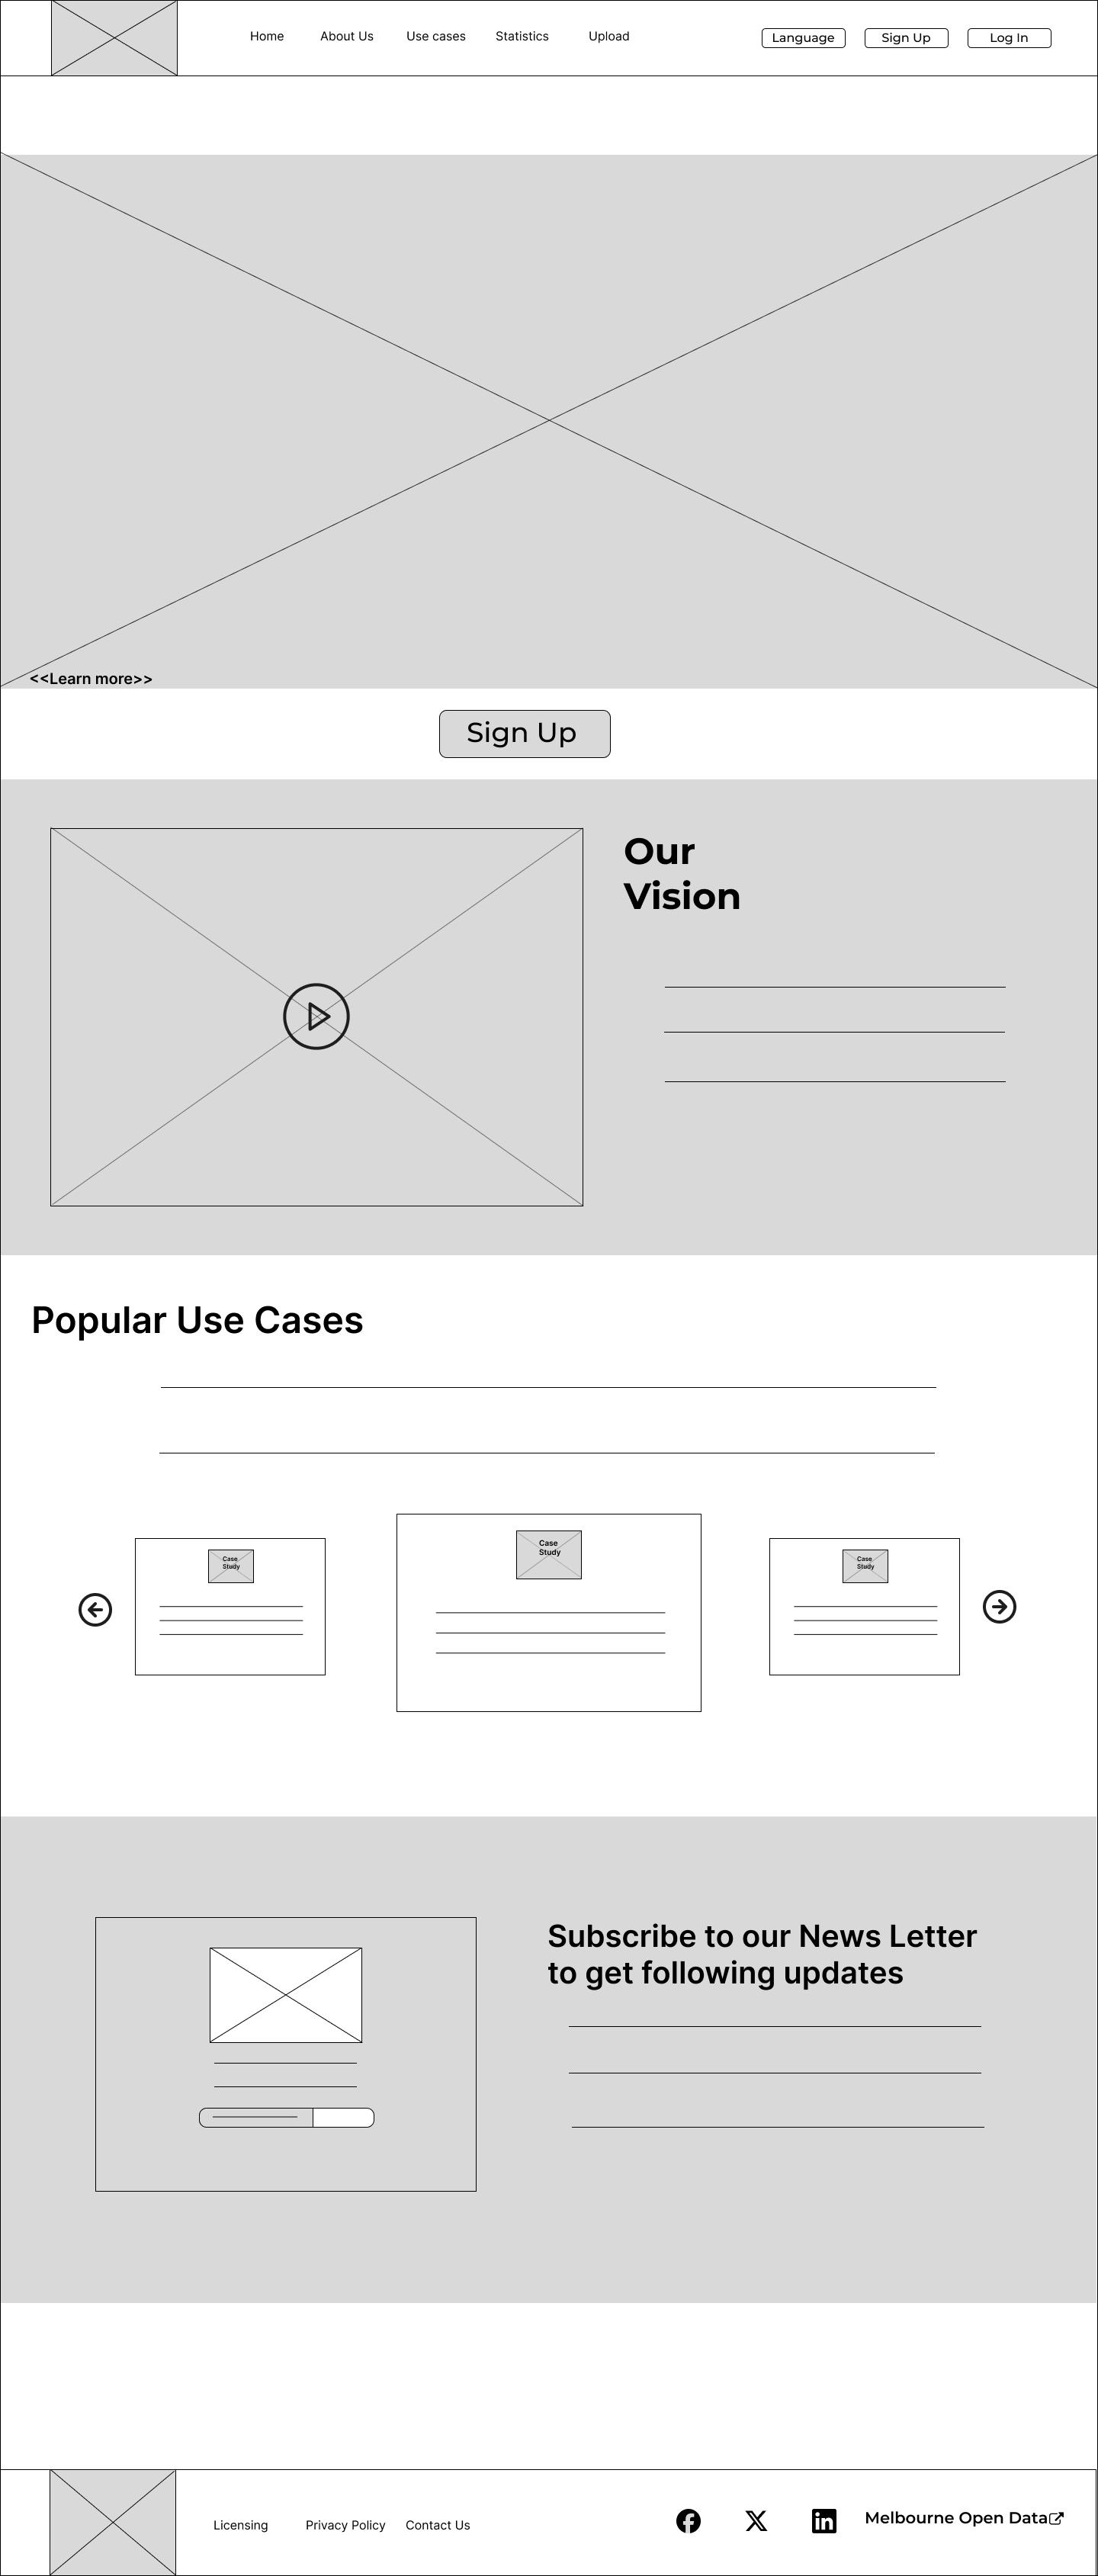 Home About Us Use cases Statistics Upload Language Sign Up Log In
<<Learn more>>
Sign Up
Our
Vision
Popular Use Cases
Case
Study
Case
Study
Case
Study
Subscribe to our News Letter
to get following updates
Licensing Privacy Policy Contact Us Melbourne Open Data